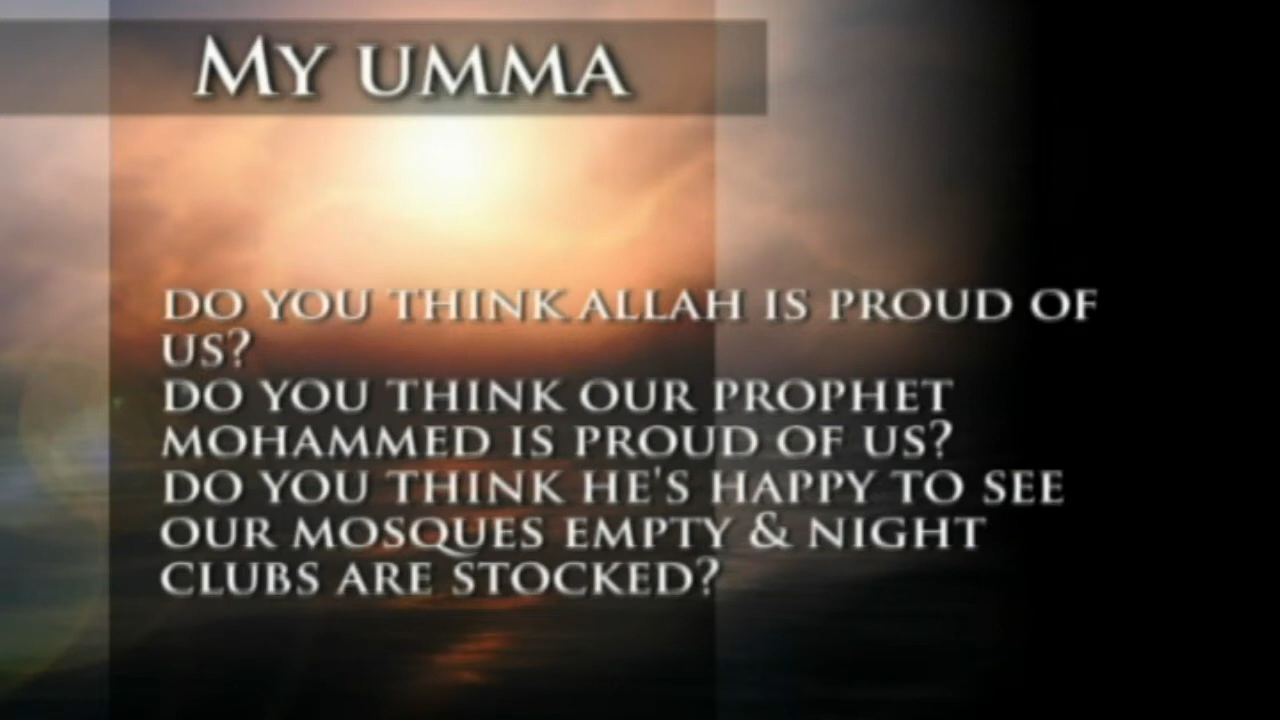 MY UMMA
DO YOU THINK ALLAH IS PROUD OF
US?
DO YOU THINK OUR PROPHET
MOHAMMED IS PROUD OF US?
DO YOU THINK HE'S HAPPY TO SEE
OUR MOSQUES EMPTY & NIGHT
CLUBS ARE STOCKED?